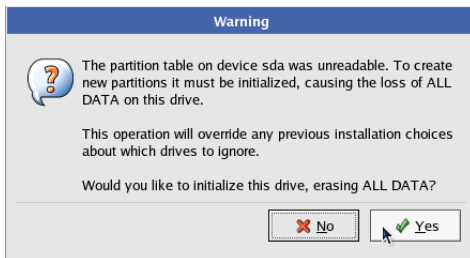 Warning
The partition table on device sda was unreadable. To create
new partitions it must be initialized, causing the loss of ALL
DATA on this drive.
This operation will override any previous installation choices
about which drives to ignore.
Would you like to initialize this drive, erasing ALL DATA?
No Yes